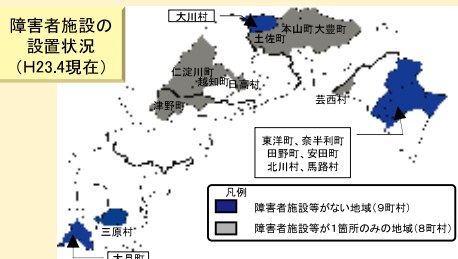 障害者施設の
設置状況
(H23.4現在)
大川村
本山町大豊町
土佐町
仁淀川町
越知町
日高村
津野町
芸西村
東洋町、奈半利町
田野町、安田町
北川村、馬路村
凡例
障害者施設等がない地域(9町村)
障害者施設等が1箇所のみの地域(8町村)
三原村
大月町